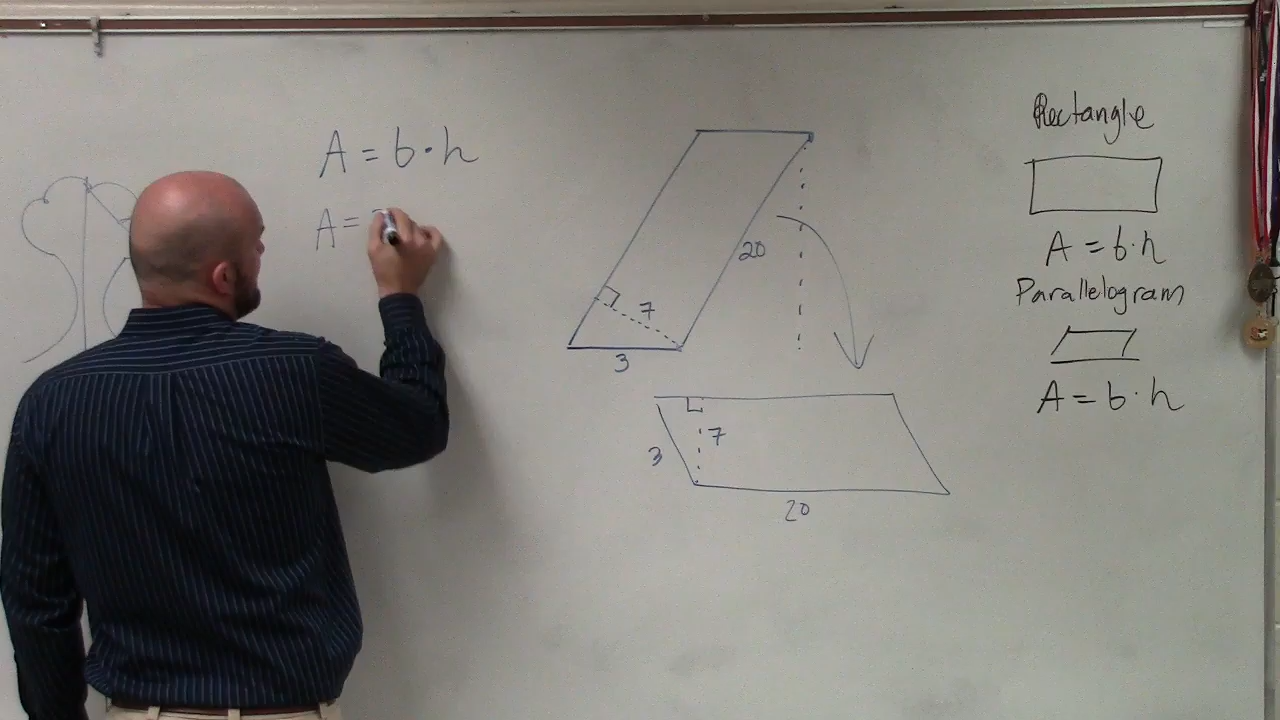 A = b · h
A =
20
7
3
7
3
20
Rectangle
A = b · h
Parallelogram
A = b · h